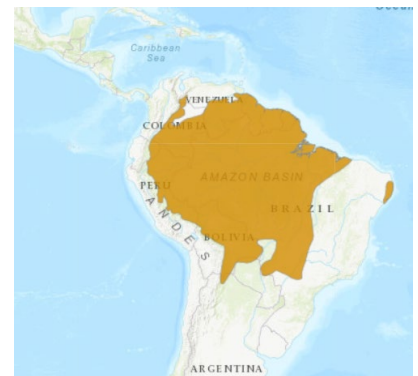 Caribbean
Sea
VENEZUELA
COLOMBIA
AMAZON BASIN
PERU
BRAZIL
ANDES
BOLIVIA
ARGENTINA